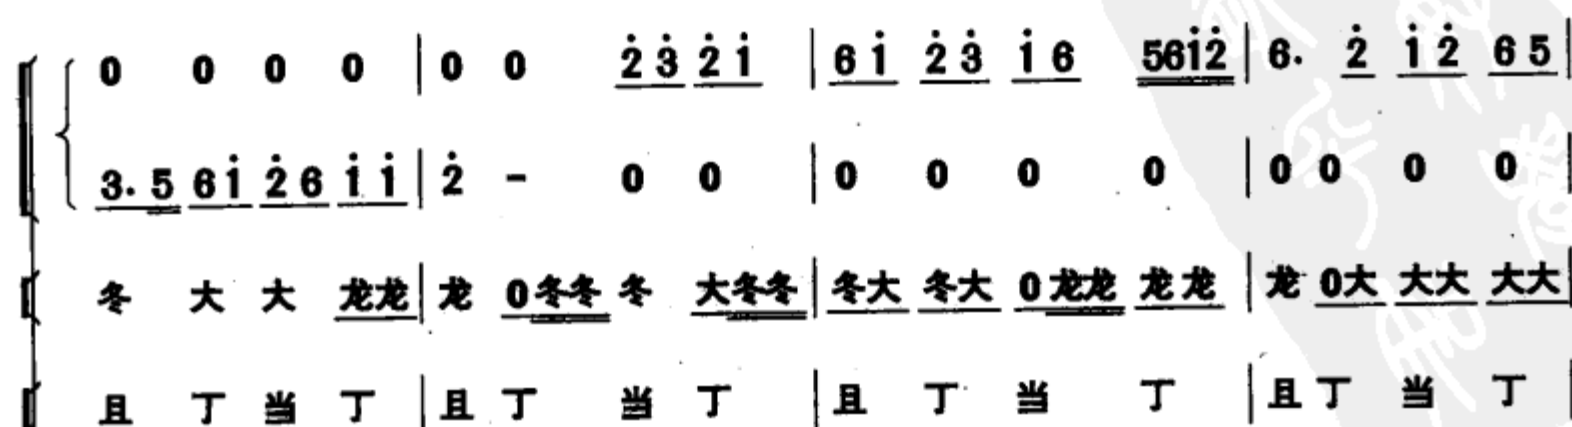 0 0 0 0 | 0 0 2̇ 3̇ 2̇ 1̇ | 6 1̇ 2̇ 3̇ 1̇ 6 5 6 1̇ 2̇ | 6. 2̇ 1̇ 2̇ 6 5 |
3. 5 6 1̇ 2̇ 6 1̇ 1̇ | 2̇ - 0 0 | 0 0 0 0 | 0 0 0 0 |
冬 大 大 龙龙 | 龙 0冬冬 冬 大冬冬 | 冬大 冬大 0龙龙 龙龙 | 龙 0大 大大 大大 |
且 丁 当 丁 | 且 丁 当 丁 | 且 丁 当 丁 | 且 丁 当 丁 |